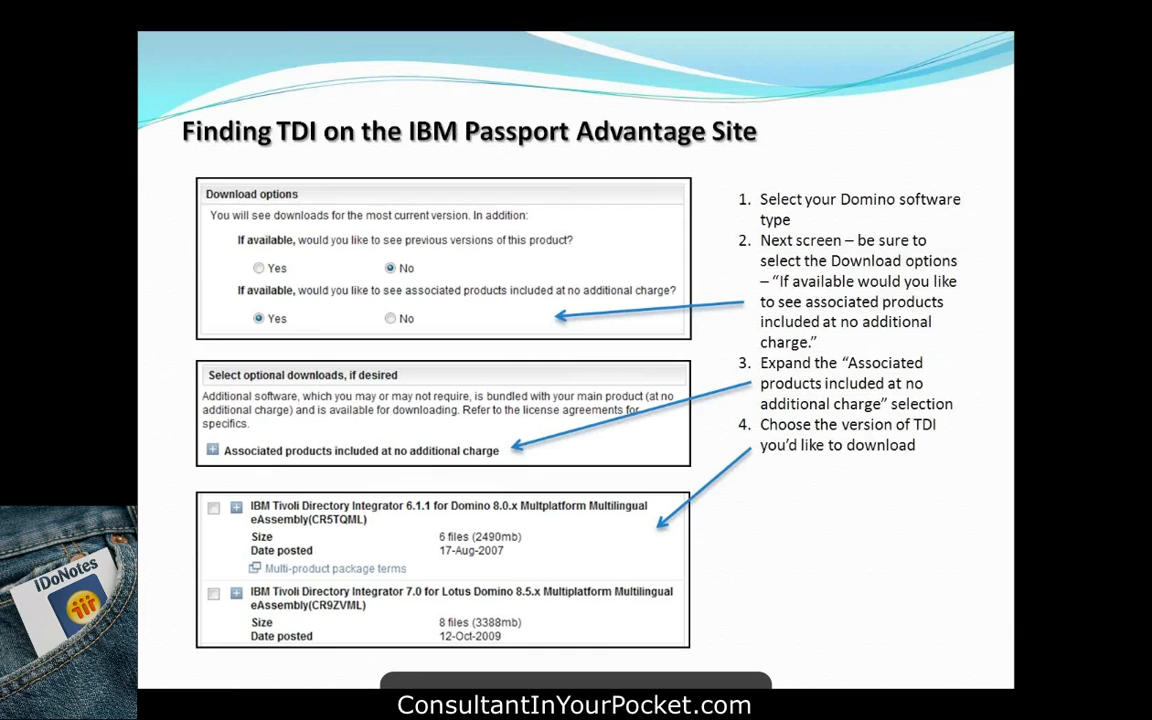 Finding TDI on the IBM Passport Advantage Site
Download options
You will see downloads for the most current version. In addition:
If available, would you like to see previous versions of this product?
Yes No
If available, would you like to see associated products included at no additional charge?
Yes No
Select optional downloads, if desired
Additional software, which you may or may not require, is bundled with your main product (at no
additional charge) and is available for downloading. Refer to the license agreements for
specifics.
Associated products included at no additional charge
IBM Tivoli Directory Integrator 6.1.1 for Domino 8.0.x Multplatform Multilingual
eAssembly(CR5TQML)
Size 6 files (2490mb)
Date posted 17-Aug-2007
Multi-product package terms
IBM Tivoli Directory Integrator 7.0 for Lotus Domino 8.5.x Multiplatform Multilingual
eAssembly(CR9ZVML)
Size 8 files (3388mb)
Date posted 12-Oct-2009
1. Select your Domino software
type
2. Next screen – be sure to
select the Download options
– “If available would you like
to see associated products
included at no additional
charge.”
3. Expand the “Associated
products included at no
additional charge” selection
4. Choose the version of TDI
you’d like to download
IDoNotes
ConsultantInYourPocket.com